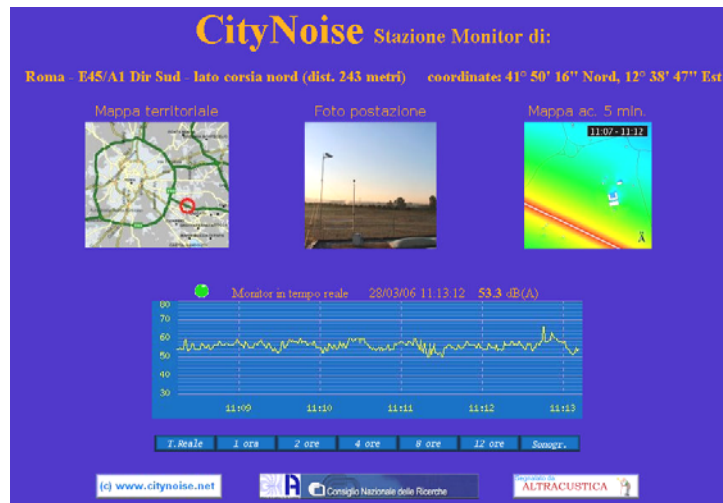 CityNoise Stazione Monitor di:
Roma - E45/A1 Dir Sud - lato corsia nord (dist. 243 metri) coordinate: 41° 50' 16" Nord, 12° 38' 47" Est
Mappa territoriale Foto postazione Mappa ac. 5 min.
11:07 - 11:12
Monitor in tempo reale 28/03/06 11:13:12 53.3 dB(A)
80
70
60
50
40
30
11:09 11:10 11:11 11:12 11:13
T.Reale 1 ora 2 ore 4 ore 8 ore 12 ore Sonogr.
(c) www.citynoise.net
Consiglio Nazionale delle Ricerche
Segnalato da
ALTRACUSTICA